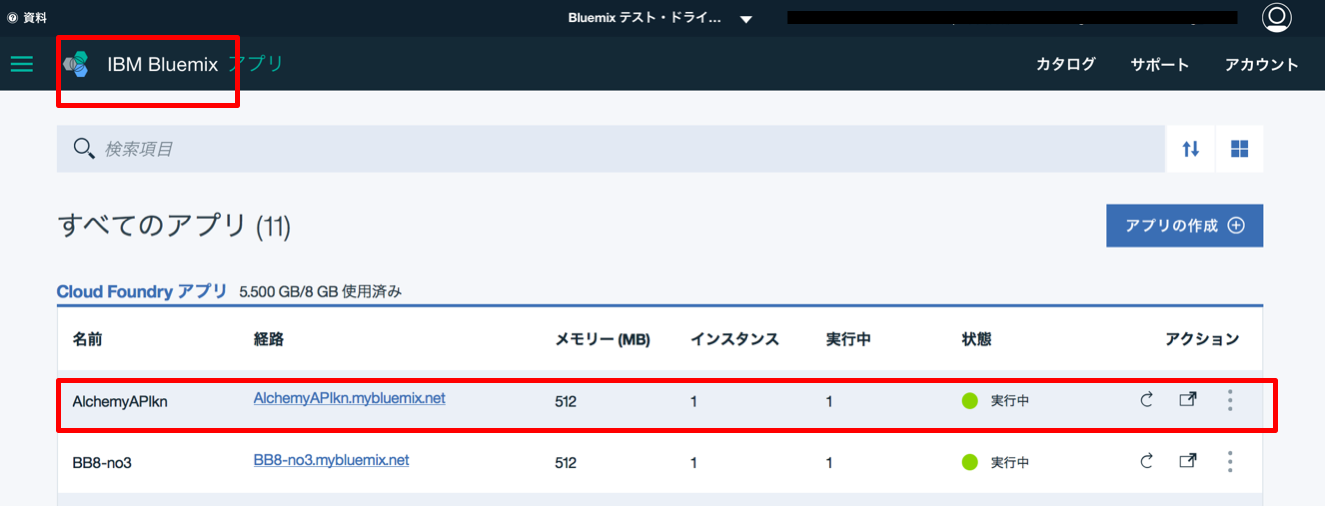 資料 Bluemix テスト・ドライ...
IBM Bluemix アプリ カタログ サポート アカウント
検索項目
すべてのアプリ (11) アプリの作成
Cloud Foundry アプリ 5.500 GB/8 GB 使用済み
名前 経路 メモリー (MB) インスタンス 実行中 状態 アクション
AlchemyAPIkn AlchemyAPIkn.mybluemix.net 512 1 1 実行中
BB8-no3 BB8-no3.mybluemix.net 512 1 1 実行中